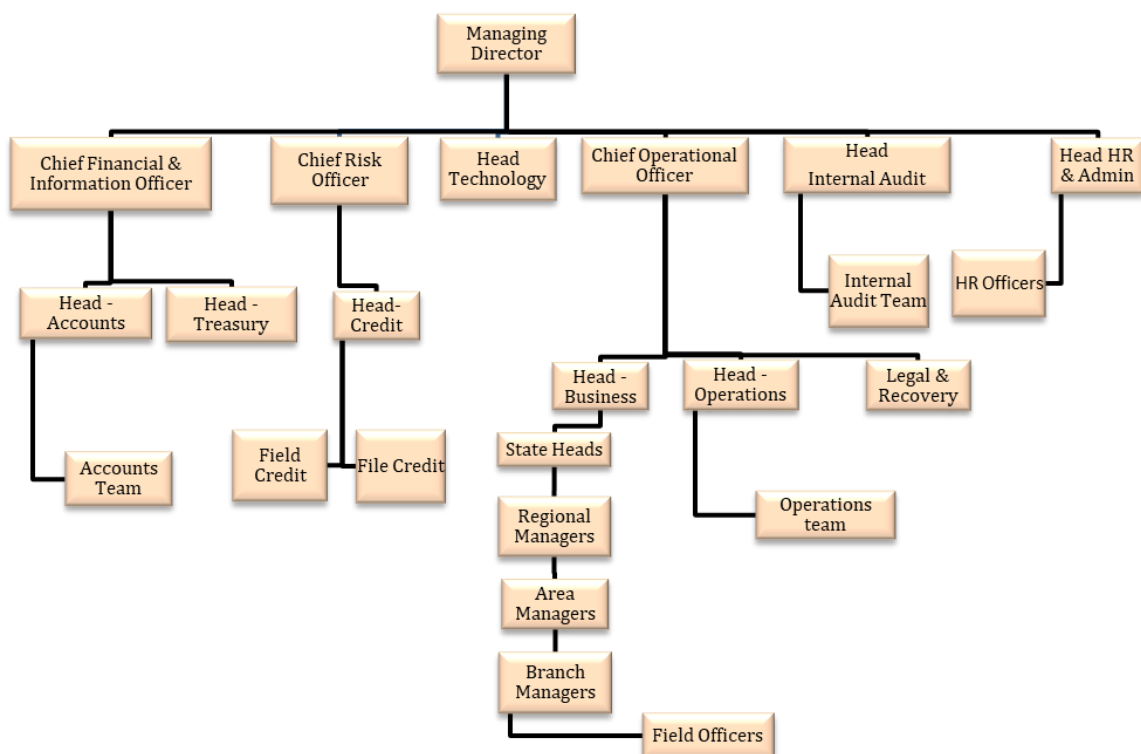 Managing
Director
Chief Financial &
Information Officer
Chief Risk
Officer
Head
Technology
Chief Operational
Officer
Head
Internal Audit
Head HR
& Admin
Internal
Audit Team
HR Officers
Head -
Accounts
Head -
Treasury
Head-
Credit
Head -
Business
Head -
Operations
Legal &
Recovery
Accounts
Team
Field
Credit
File Credit
State Heads
Regional
Managers
Operations
team
Area
Managers
Branch
Managers
Field Officers